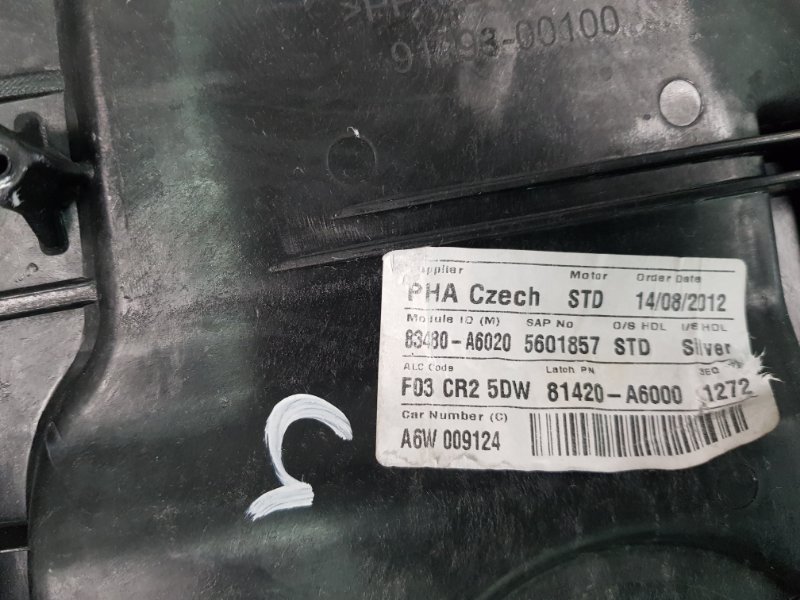 00100
Supplier Motor Order Date
PHA Czech STD 14/08/2012
Module ID (M) SAP No O/S HDL I/S HDL
83480-A6020 5601857 STD Silver
ALC Code Latch PN SEQ
F03 CR2 5DW 81420-A6000 1272
Car Number (C)
A6W 009124